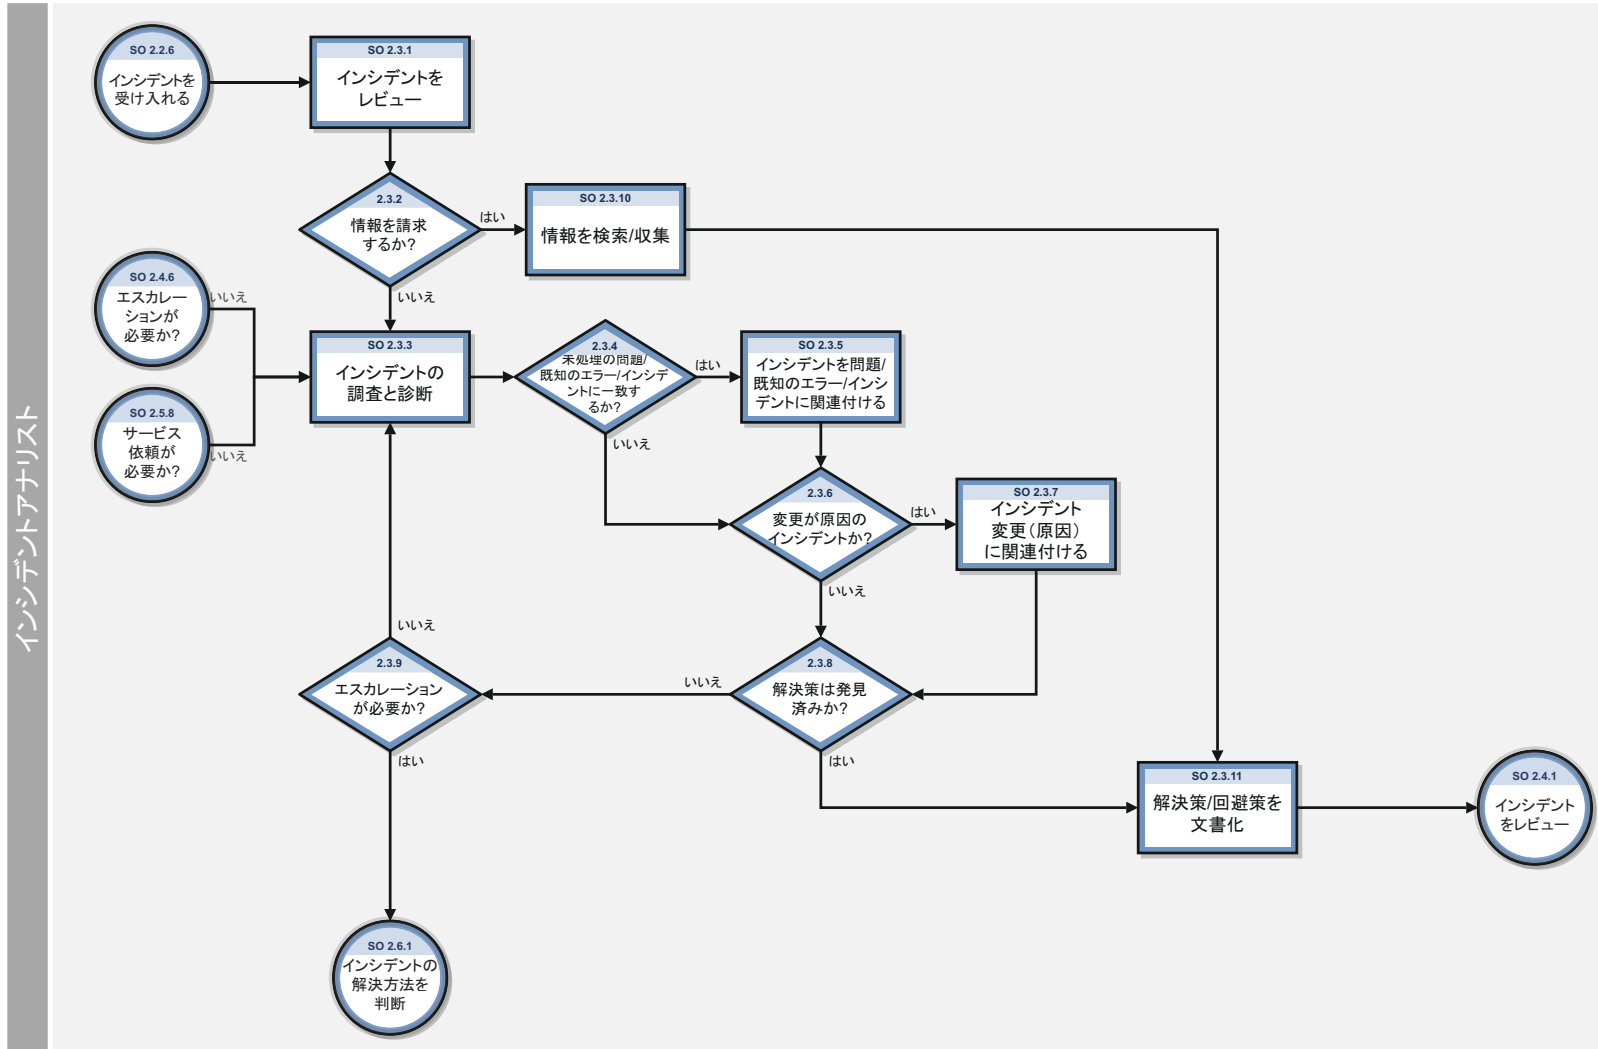 インシデントアナリスト
SO 2.2.6
インシデントを
受け入れる
SO 2.3.1
インシデントを
レビュー
2.3.2
情報を請求
するか?
はい
いいえ
SO 2.3.10
情報を検索/収集
SO 2.4.6
エスカレー
ションが
必要か?
いいえ
SO 2.5.8
サービス
依頼が
必要か?
いいえ
SO 2.3.3
インシデントの
調査と診断
2.3.4
未処理の問題/
既知のエラー/インシデ
ントに一致す
るか?
はい
いいえ
SO 2.3.5
インシデントを問題/
既知のエラー/インシ
デントに関連付ける
2.3.6
変更が原因の
インシデントか?
はい
いいえ
SO 2.3.7
インシデント
変更(原因)
に関連付ける
2.3.8
解決策は発見
済みか?
いいえ
はい
2.3.9
エスカレーション
が必要か?
いいえ
はい
SO 2.3.11
解決策/回避策を
文書化
SO 2.4.1
インシデント
をレビュー
SO 2.6.1
インシデントの
解決方法を
判断